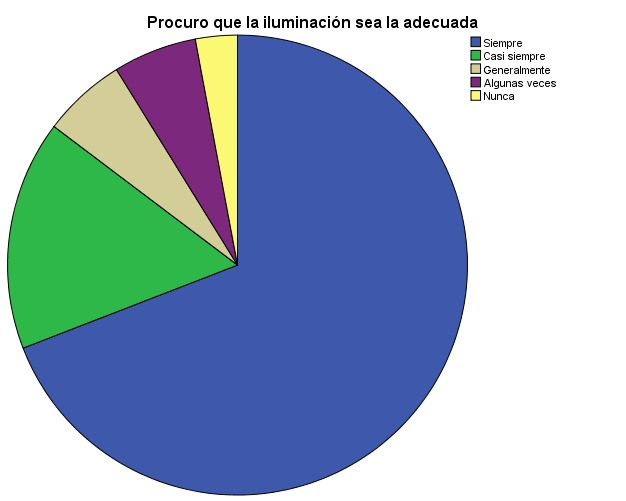 Procuro que la iluminación sea la adecuada
Siempre
Casi siempre
Generalmente
Algunas veces
Nunca